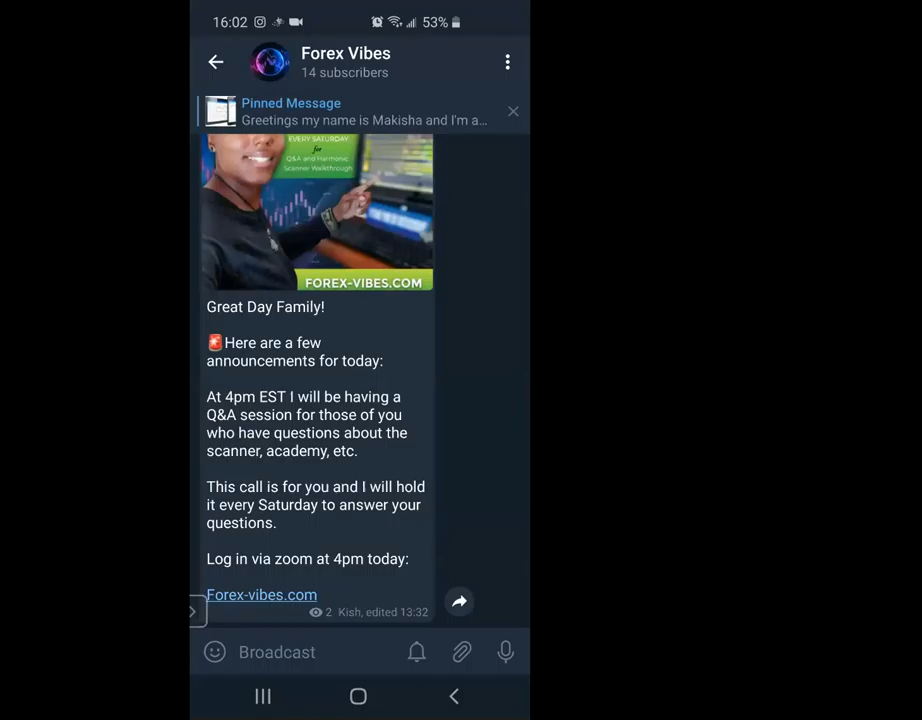 16:02
53%
Forex Vibes
14 subscribers
Pinned Message
Greetings my name is Makisha and I'm a...
EVERY SATURDAY
for
Q&A and Harmonic
Scanner Walkthrough
FOREX-VIBES.COM
Great Day Family!
🚨Here are a few
announcements for today:
At 4pm EST I will be having a
Q&A session for those of you
who have questions about the
scanner, academy, etc.
This call is for you and I will hold
it every Saturday to answer your
questions.
Log in via zoom at 4pm today:
Forex-vibes.com
2 Kish, edited 13:32
Broadcast